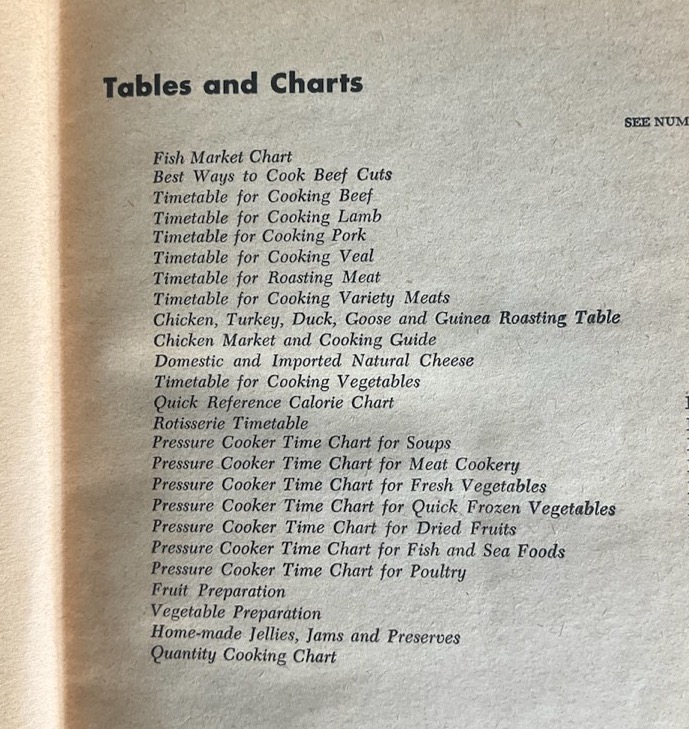 Tables and Charts
SEE NUM
Fish Market Chart
Best Ways to Cook Beef Cuts
Timetable for Cooking Beef
Timetable for Cooking Lamb
Timetable for Cooking Pork
Timetable for Cooking Veal
Timetable for Roasting Meat
Timetable for Cooking Variety Meats
Chicken, Turkey, Duck, Goose and Guinea Roasting Table
Chicken Market and Cooking Guide
Domestic and Imported Natural Cheese
Timetable for Cooking Vegetables
Quick Reference Calorie Chart
Rotisserie Timetable
Pressure Cooker Time Chart for Soups
Pressure Cooker Time Chart for Meat Cookery
Pressure Cooker Time Chart for Fresh Vegetables
Pressure Cooker Time Chart for Quick Frozen Vegetables
Pressure Cooker Time Chart for Dried Fruits
Pressure Cooker Time Chart for Fish and Sea Foods
Pressure Cooker Time Chart for Poultry
Fruit Preparation
Vegetable Preparation
Home-made Jellies, Jams and Preserves
Quantity Cooking Chart